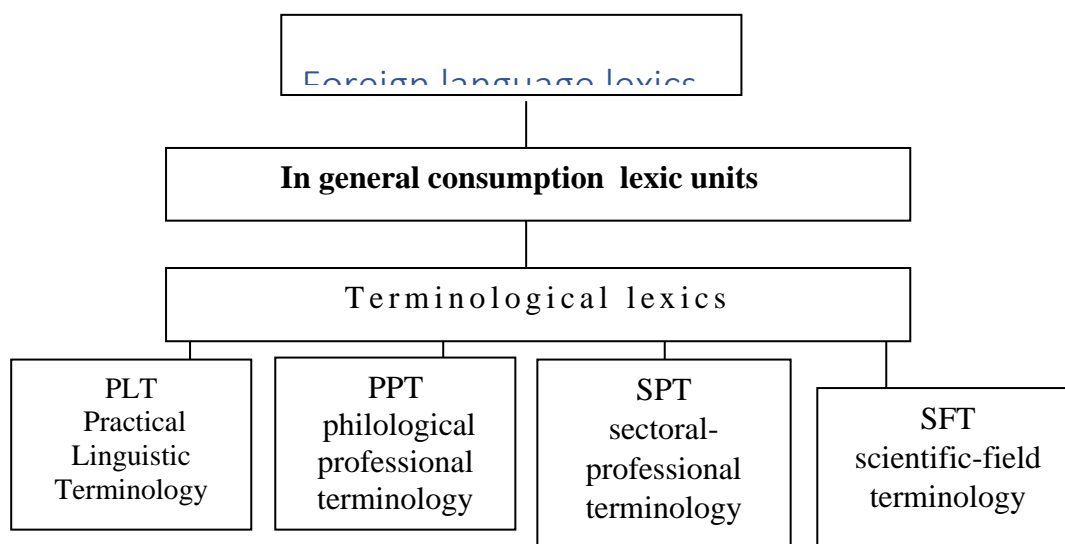 Foreign language lexics
In general consumption lexic units
Terminological lexics
PLT
Practical
Linguistic
Terminology
PPT
philological
professional
terminology
SPT
sectoral-
professional
terminology
SFT
scientific-field
terminology